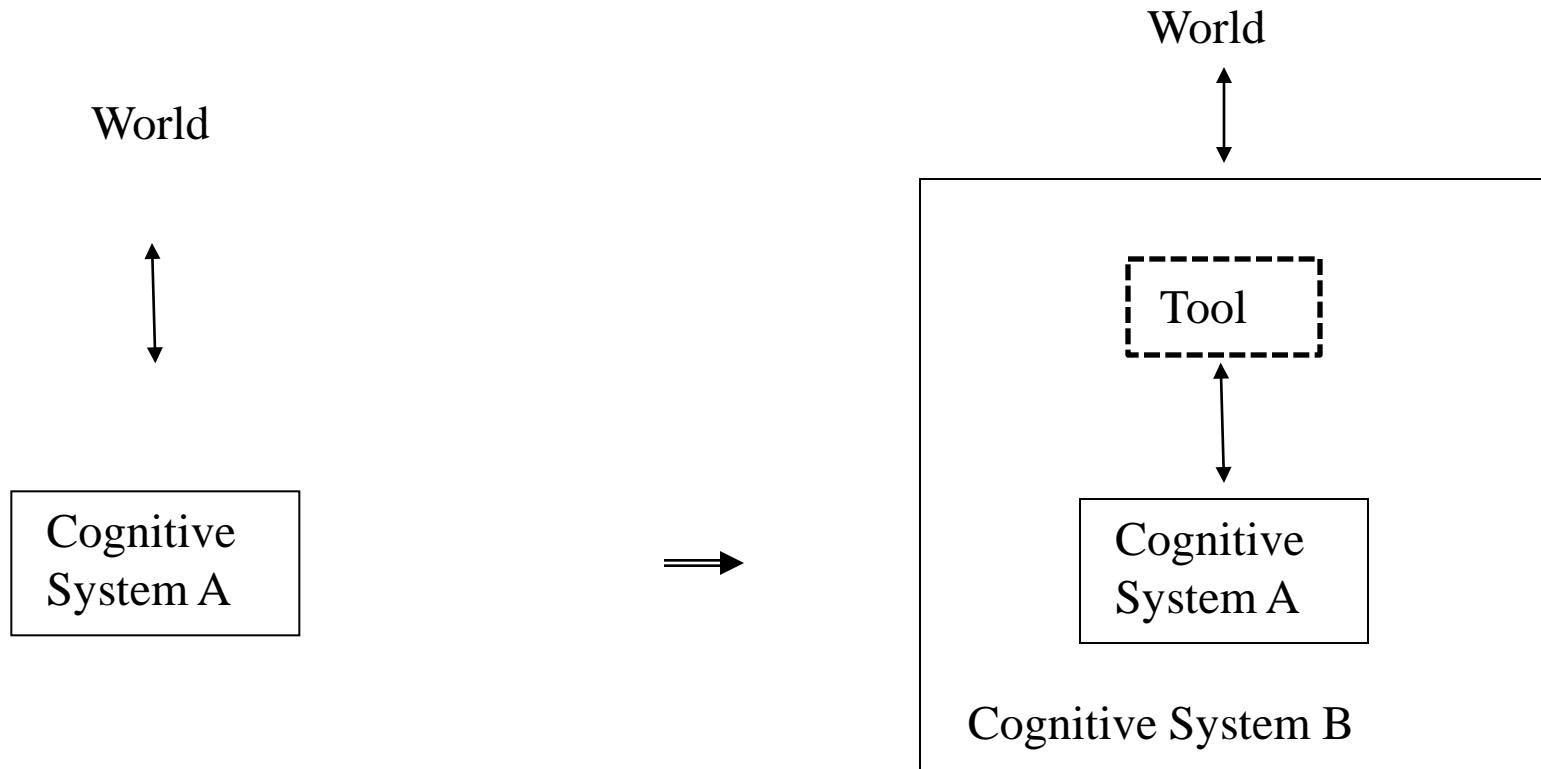 World
World
Tool
Cognitive
System A
Cognitive
System A
Cognitive System B